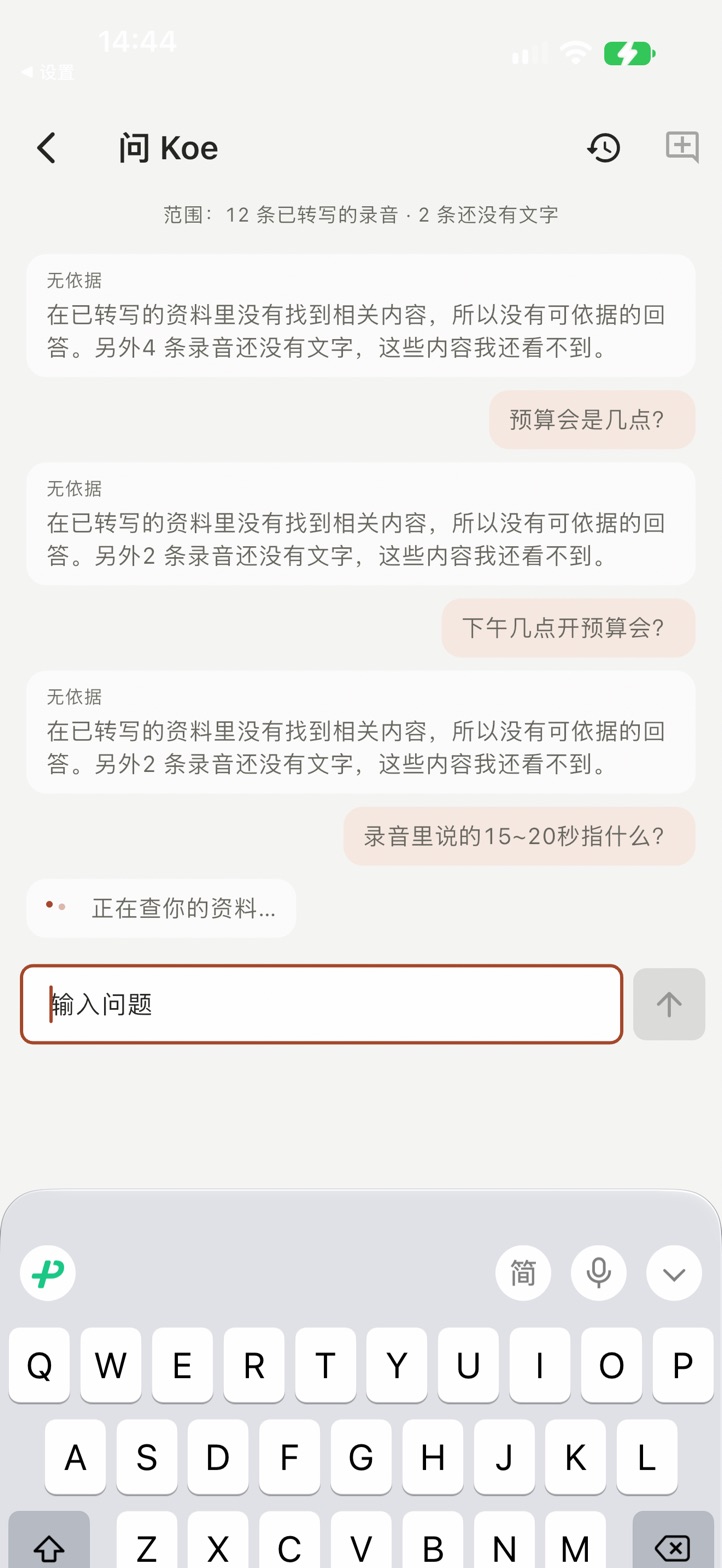 14:44
◀ 设置
问 Koe
范围：12 条已转写的录音 · 2 条还没有文字
无依据
在已转写的资料里没有找到相关内容，所以没有可依据的回
答。另外4 条录音还没有文字，这些内容我还看不到。
预算会是几点？
无依据
在已转写的资料里没有找到相关内容，所以没有可依据的回
答。另外2 条录音还没有文字，这些内容我还看不到。
下午几点开预算会？
无依据
在已转写的资料里没有找到相关内容，所以没有可依据的回
答。另外2 条录音还没有文字，这些内容我还看不到。
录音里说的15~20秒指什么？
正在查你的资料...
输入问题
简
Q W E R T Y U I O P
A S D F G H J K L
Z X C V B N M